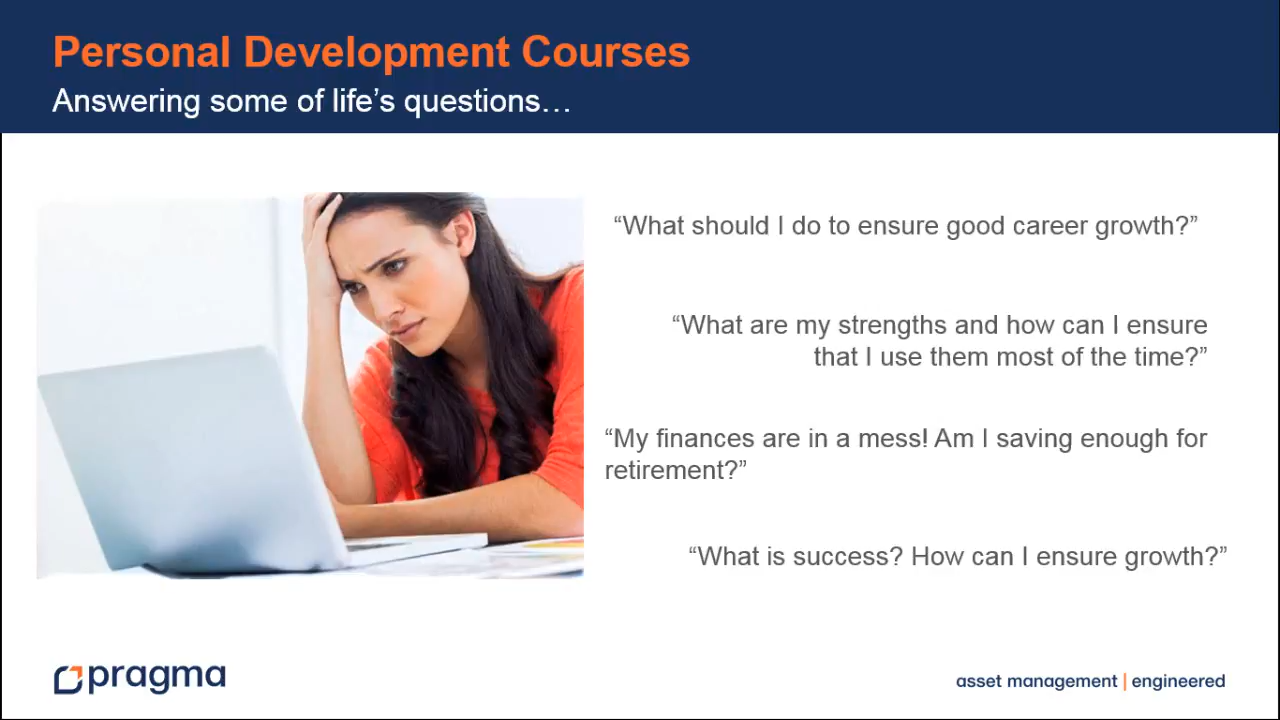 Personal Development Courses
Answering some of life’s questions…
“What should I do to ensure good career growth?”
“What are my strengths and how can I ensure
that I use them most of the time?”
“My finances are in a mess! Am I saving enough for
retirement?”
“What is success? How can I ensure growth?”
pragma
asset management | engineered